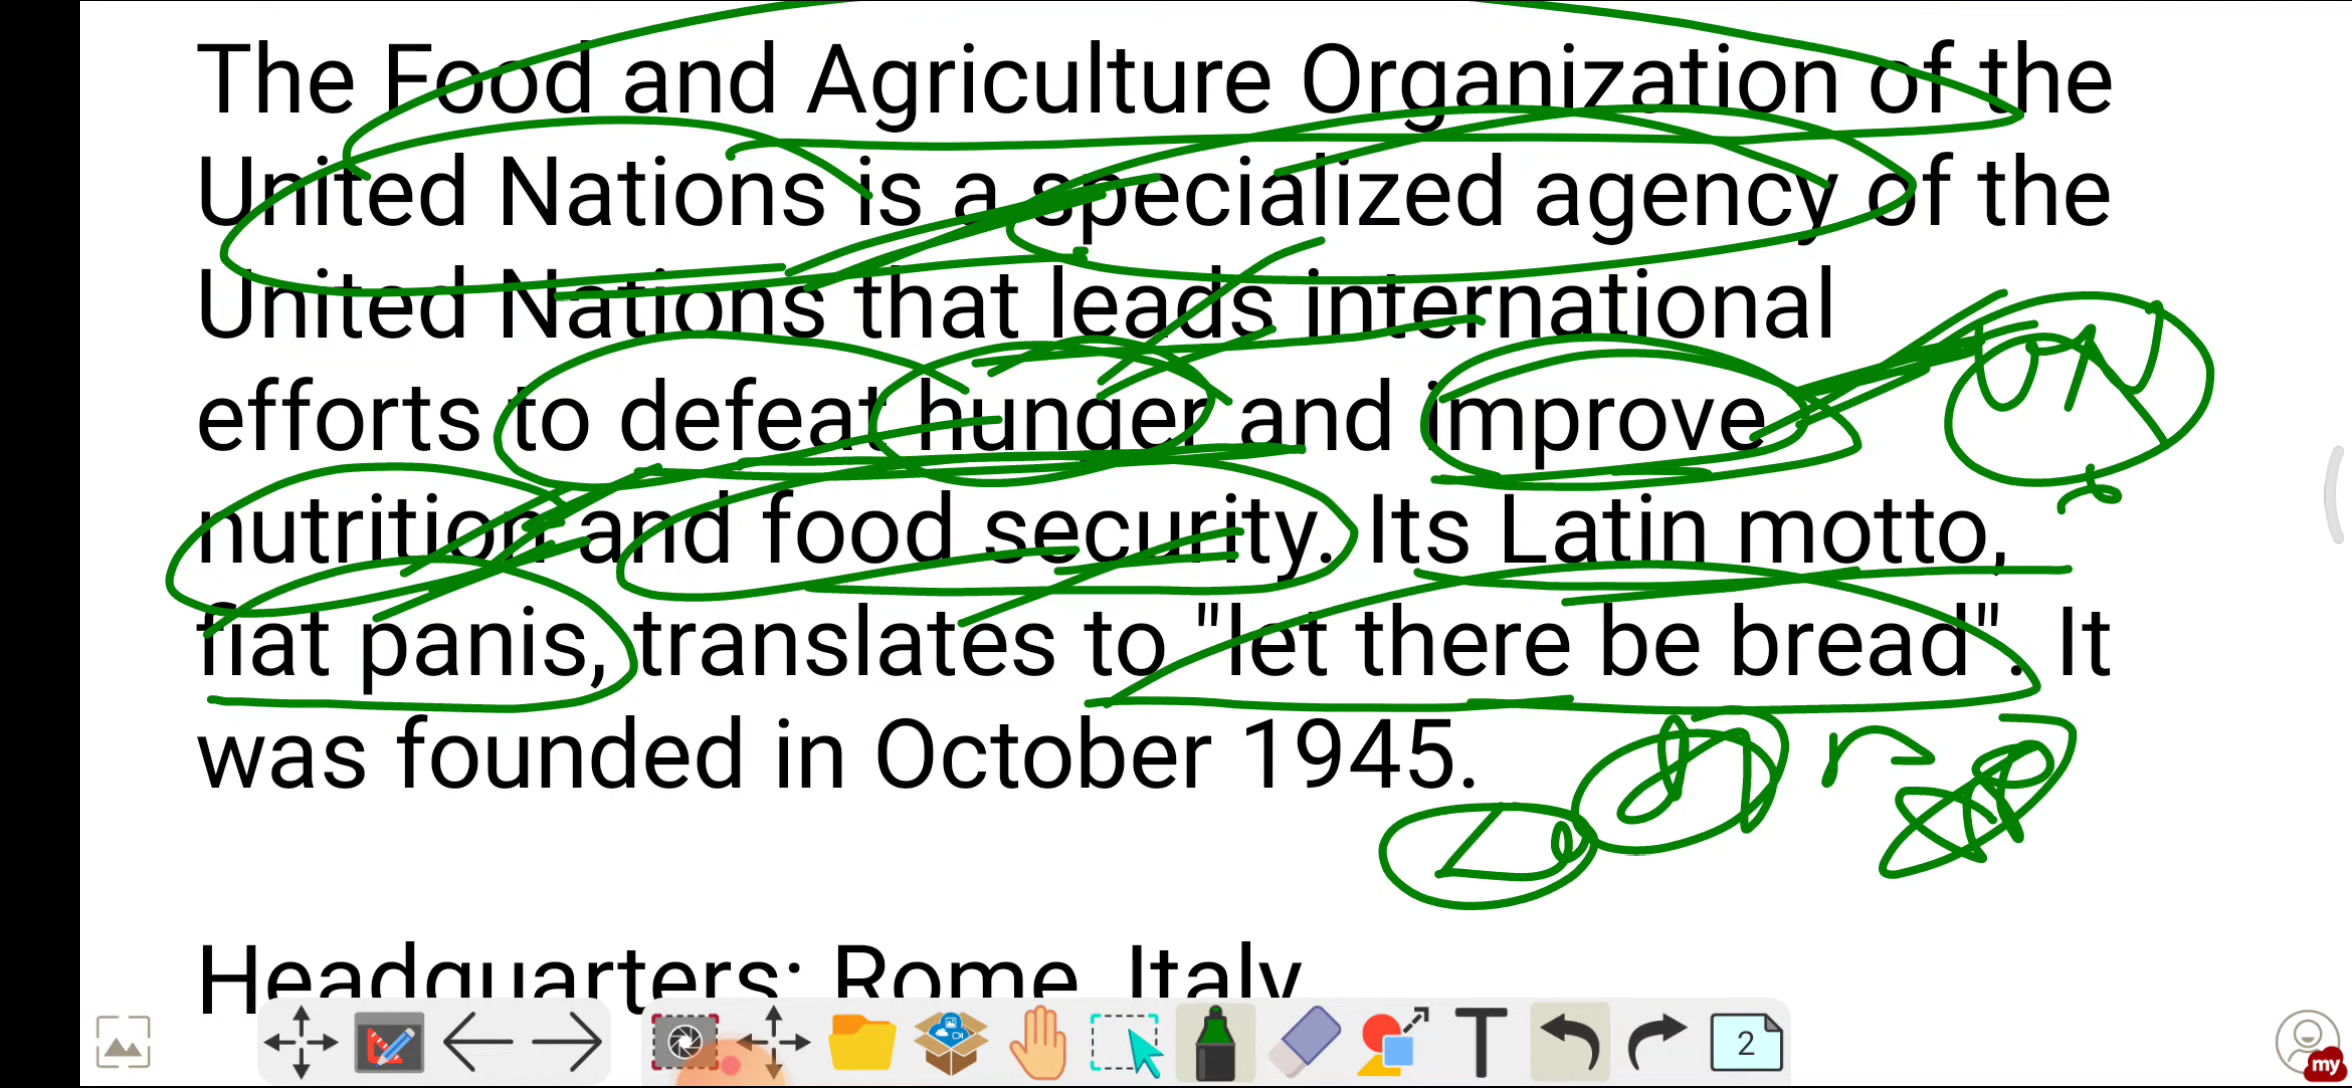 The Food and Agriculture Organization of the
United Nations is a specialized agency of the
United Nations that leads international
efforts to defeat hunger and improve
UN
nutrition and food security. Its Latin motto,
fiat panis, translates to "let there be bread". It
was founded in October 1945.
Headquarters: Rome, Italy
T
2
my